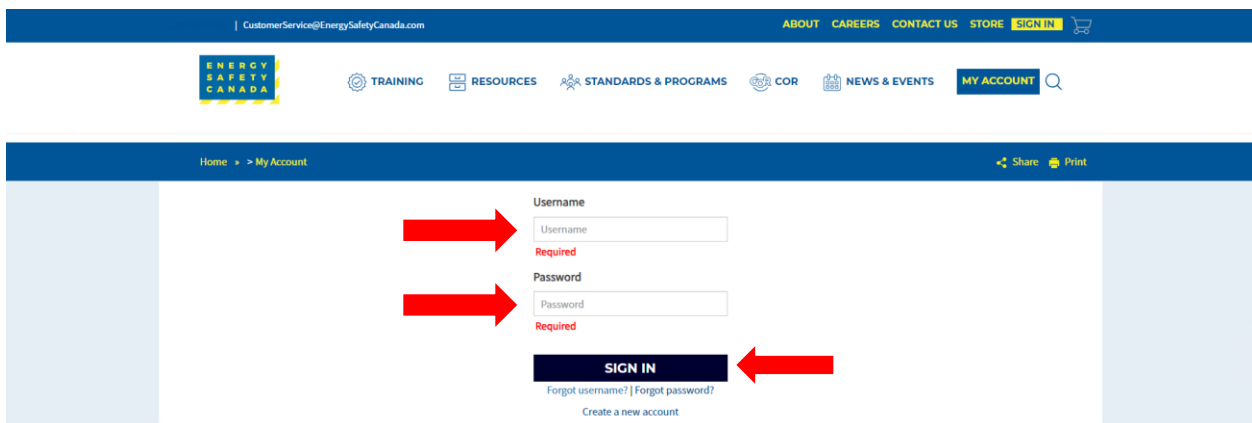 | CustomerService@EnergySafetyCanada.com ABOUT CAREERS CONTACT US STORE SIGN IN
ENERGY
SAFETY
CANADA
TRAINING RESOURCES STANDARDS & PROGRAMS COR NEWS & EVENTS MY ACCOUNT
Home » > My Account Share Print
Username
Username
Required
Password
Password
Required
SIGN IN
Forgot username? | Forgot password?
Create a new account